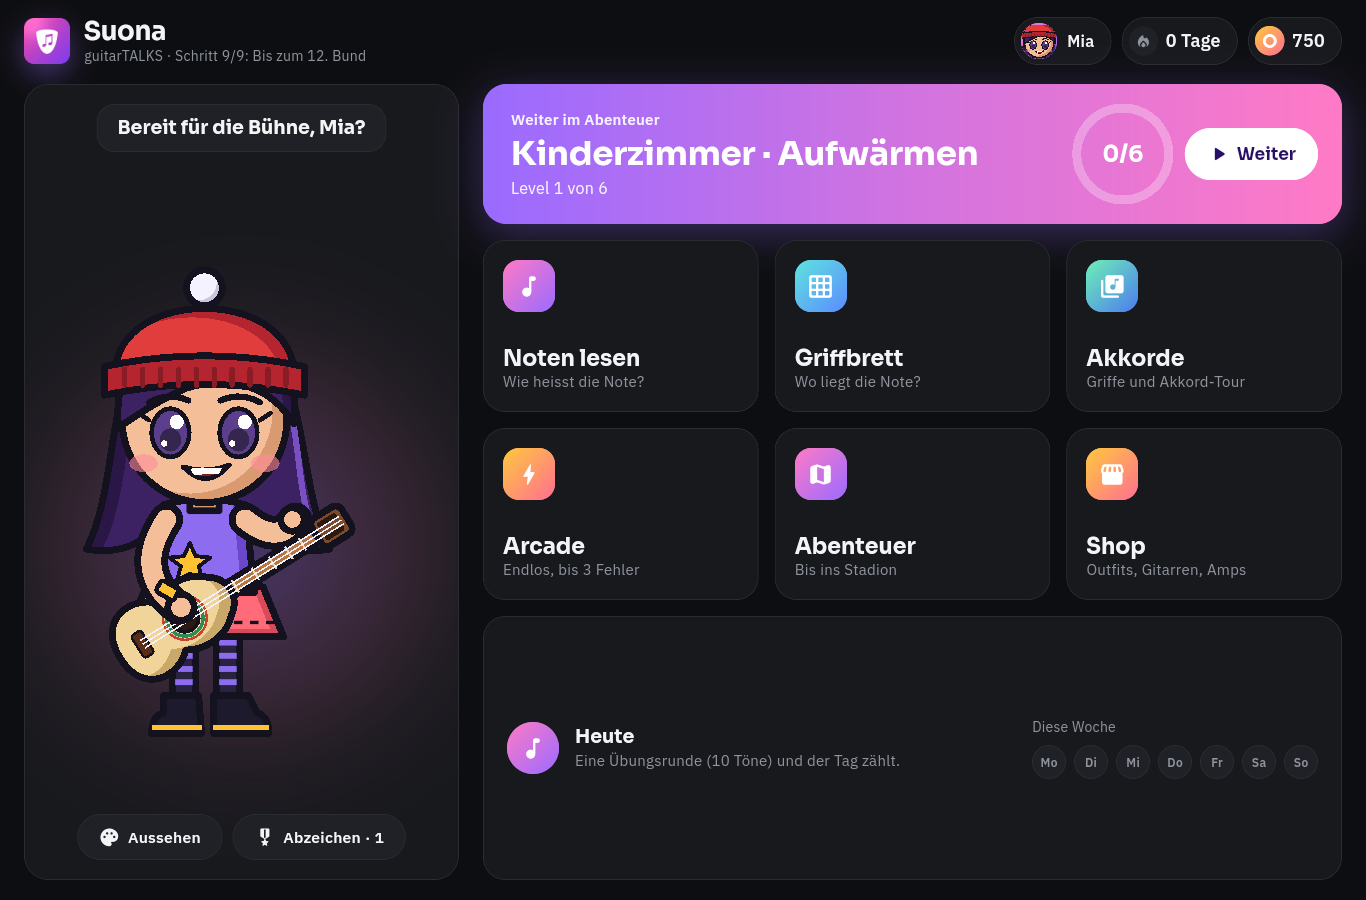 Suona
guitarTALKS · Schritt 9/9: Bis zum 12. Bund
Mia
0 Tage
750
Bereit für die Bühne, Mia?
Weiter im Abenteuer
Kinderzimmer · Aufwärmen
Level 1 von 6
0/6
Weiter
Noten lesen
Wie heisst die Note?
Griffbrett
Wo liegt die Note?
Akkorde
Griffe und Akkord-Tour
Arcade
Endlos, bis 3 Fehler
Abenteuer
Bis ins Stadion
Shop
Outfits, Gitarren, Amps
Heute
Eine Übungsrunde (10 Töne) und der Tag zählt.
Diese Woche
Mo Di Mi Do Fr Sa So
Aussehen
Abzeichen · 1